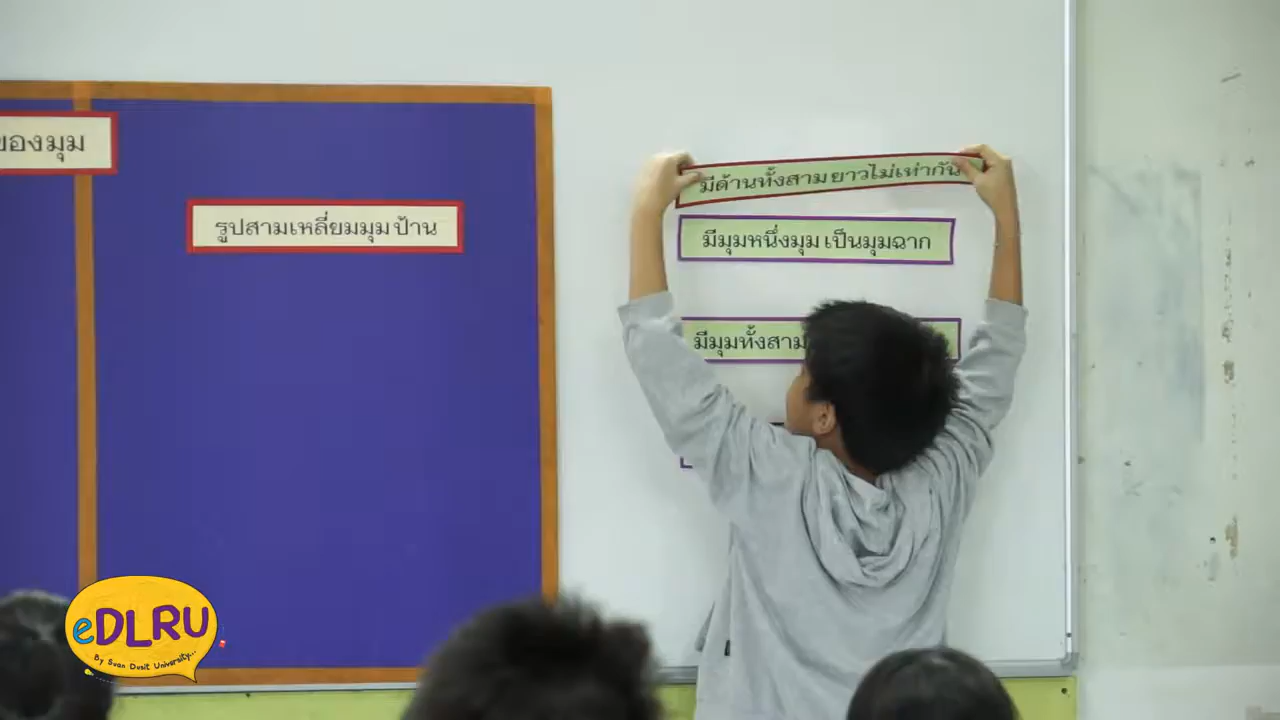 ของมุม
รูปสามเหลี่ยมมุมป้าน
มีด้านทั้งสามยาวไม่เท่ากัน
มีมุมหนึ่งมุม เป็นมุมฉาก
มีมุมทั้งสาม
eDLRU
By Suan Dusit University...